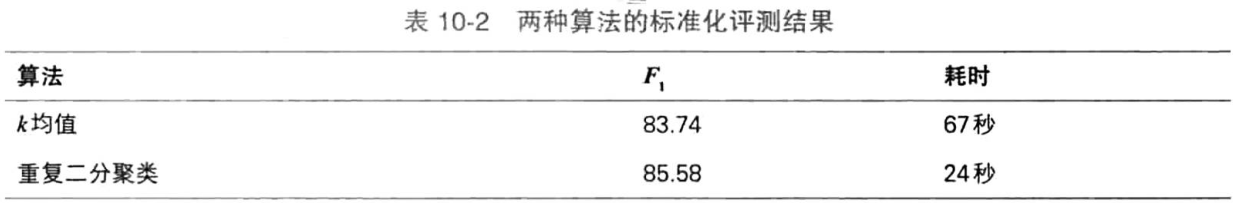 表 10-2 两种算法的标准化评测结果
算法 F₁ 耗时
k均值 83.74 67秒
重复二分聚类 85.58 24秒